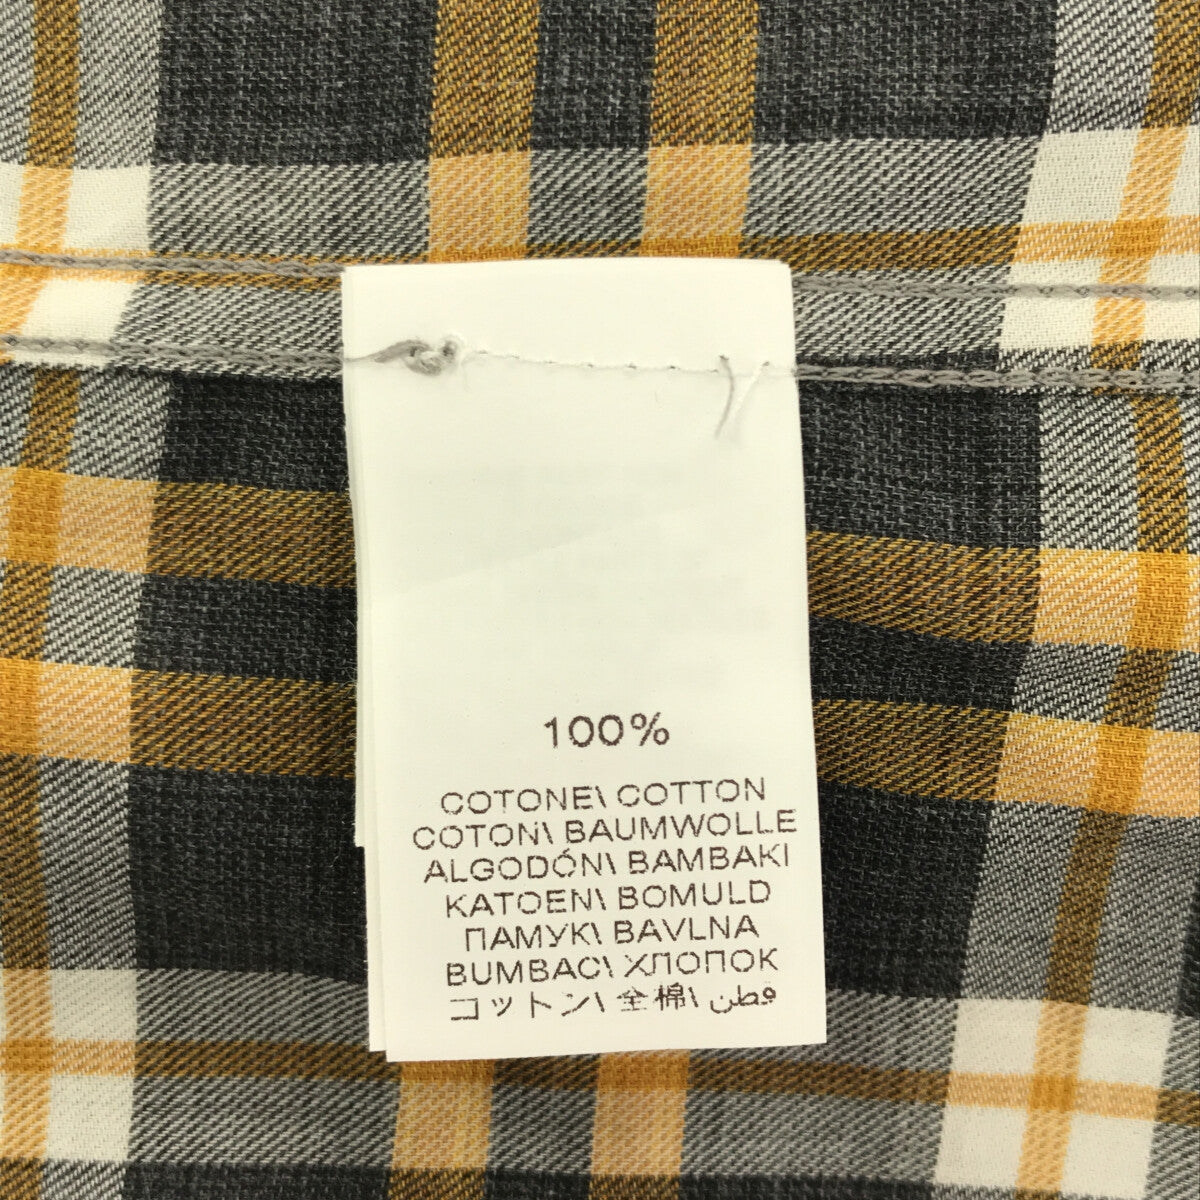 100%
COTONE\ COTTON
COTON\ BAUMWOLLE
ALGODÓN\ BAMBAKI
KATOEN\ BOMULD
ПАМУК\ BAVLNA
BUMBAC\ ХЛОПОК
コットン\ 全棉\ قطن